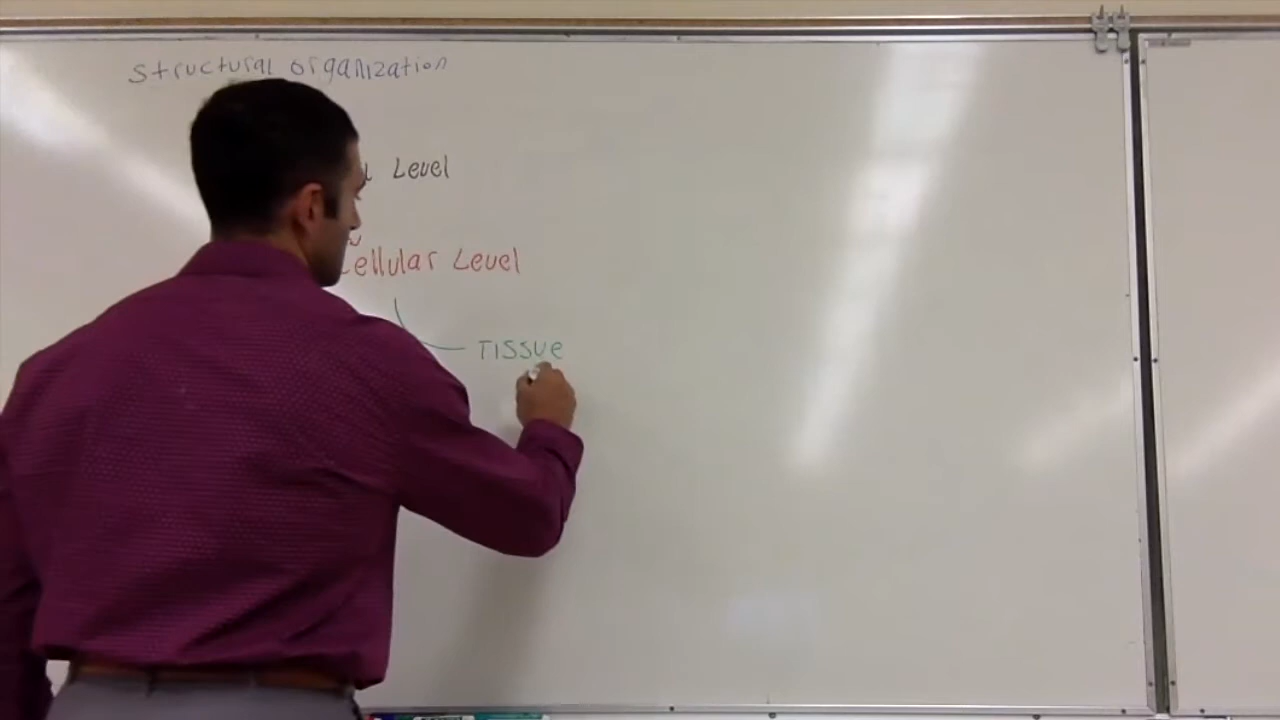 Structural organization
Level
Cellular Level
Tissue